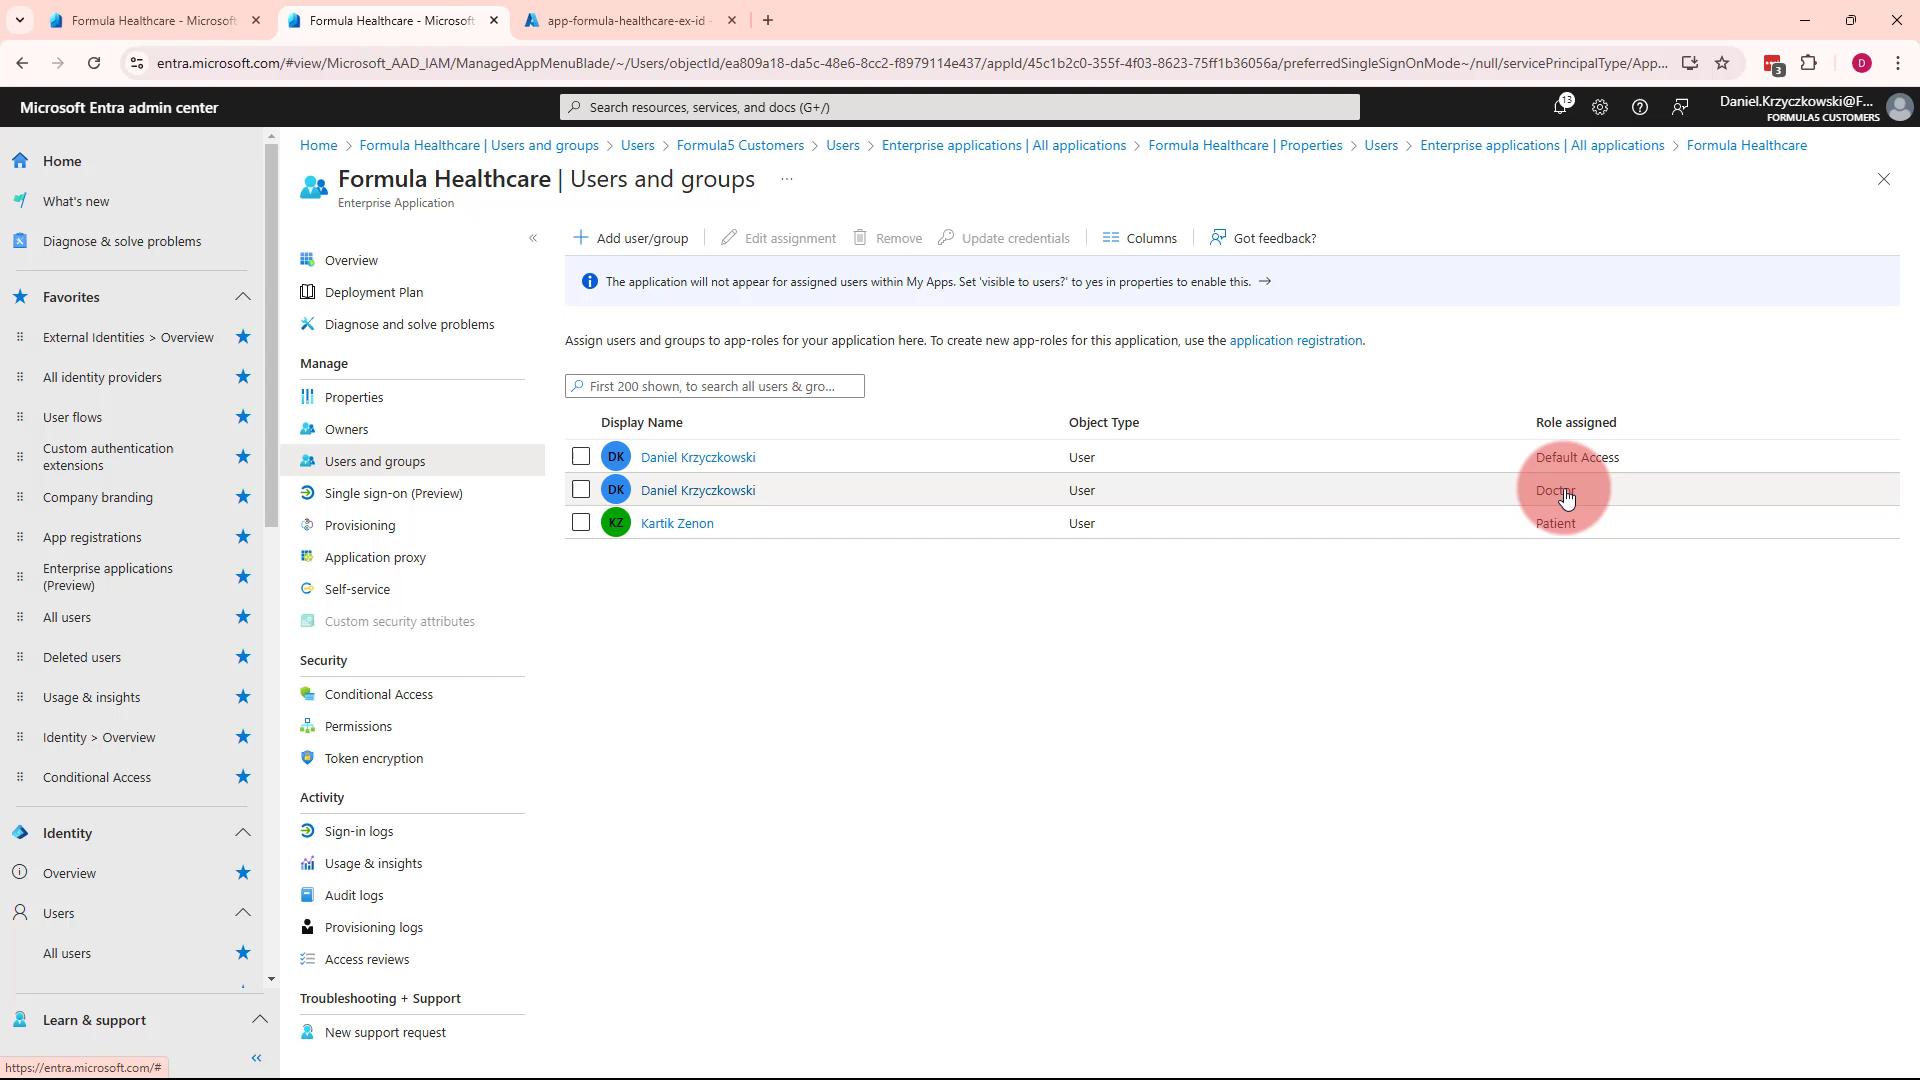 Formula Healthcare - Microsoft
Formula Healthcare - Microsoft
app-formula-healthcare-ex-id
entra.microsoft.com/#view/Microsoft_AAD_IAM/ManagedAppMenuBlade/~/Users/objectId/ea809a18-da5c-48e6-8cc2-f8979114e437/appId/45c1b2c0-355f-4f03-8623-75ff1b36056a/preferredSingleSignOnMode~/null/servicePrincipalType/App...
3
D
Microsoft Entra admin center
Search resources, services, and docs (G+/)
13
Daniel.Krzyczkowski@F...
FORMULA5 CUSTOMERS
Home
What's new
Diagnose & solve problems
Favorites
External Identities > Overview
All identity providers
User flows
Custom authentication
extensions
Company branding
App registrations
Enterprise applications
(Preview)
All users
Deleted users
Usage & insights
Identity > Overview
Conditional Access
Identity
Overview
Users
All users
Learn & support
https://entra.microsoft.com/#
Home > Formula Healthcare | Users and groups > Users > Formula5 Customers > Users > Enterprise applications | All applications > Formula Healthcare | Properties > Users > Enterprise applications | All applications > Formula Healthcare
Formula Healthcare | Users and groups ...
Enterprise Application
Overview
Deployment Plan
Diagnose and solve problems
Manage
Properties
Owners
Users and groups
Single sign-on (Preview)
Provisioning
Application proxy
Self-service
Custom security attributes
Security
Conditional Access
Permissions
Token encryption
Activity
Sign-in logs
Usage & insights
Audit logs
Provisioning logs
Access reviews
Troubleshooting + Support
New support request
Add user/group Edit assignment Remove Update credentials Columns Got feedback?
The application will not appear for assigned users within My Apps. Set 'visible to users?' to yes in properties to enable this. →
Assign users and groups to app-roles for your application here. To create new app-roles for this application, use the application registration.
First 200 shown, to search all users & gro...
Display Name Object Type Role assigned
DK Daniel Krzyczkowski User Default Access
DK Daniel Krzyczkowski User Doctor
KZ Kartik Zenon User Patient